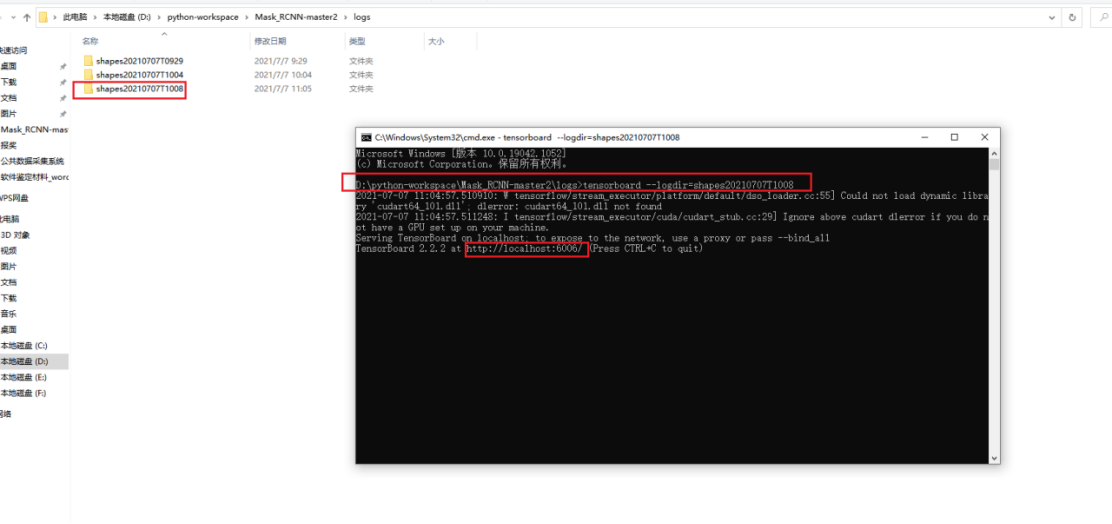 此电脑 › 本地磁盘 (D:) › python-workspace › Mask_RCNN-master2 › logs
名称 修改日期 类型 大小
快速访问
桌面
下载
文档
图片
Mask_RCNN-mas
报奖
公共数据采集系统
软件鉴定材料_word
WPS网盘
此电脑
3D 对象
视频
图片
文档
下载
音乐
桌面
本地磁盘 (C:)
本地磁盘 (D:)
本地磁盘 (E:)
本地磁盘 (F:)
网络
shapes20210707T0929 2021/7/7 9:29 文件夹
shapes20210707T1004 2021/7/7 10:04 文件夹
shapes20210707T1008 2021/7/7 11:05 文件夹
C:\Windows\System32\cmd.exe - tensorboard --logdir=shapes20210707T1008
Microsoft Windows [版本 10.0.19042.1052]
(c) Microsoft Corporation。保留所有权利。
D:\python-workspace\Mask_RCNN-master2\logs>tensorboard --logdir=shapes20210707T1008
2021-07-07 11:04:57.510910: W tensorflow/stream_executor/platform/default/dso_loader.cc:55] Could not load dynamic libra
ry 'cudart64_101.dll'; dlerror: cudart64_101.dll not found
2021-07-07 11:04:57.511248: I tensorflow/stream_executor/cuda/cudart_stub.cc:29] Ignore above cudart dlerror if you do n
ot have a GPU set up on your machine.
Serving TensorBoard on localhost; to expose to the network, use a proxy or pass --bind_all
TensorBoard 2.2.2 at http://localhost:6006/ (Press CTRL+C to quit)